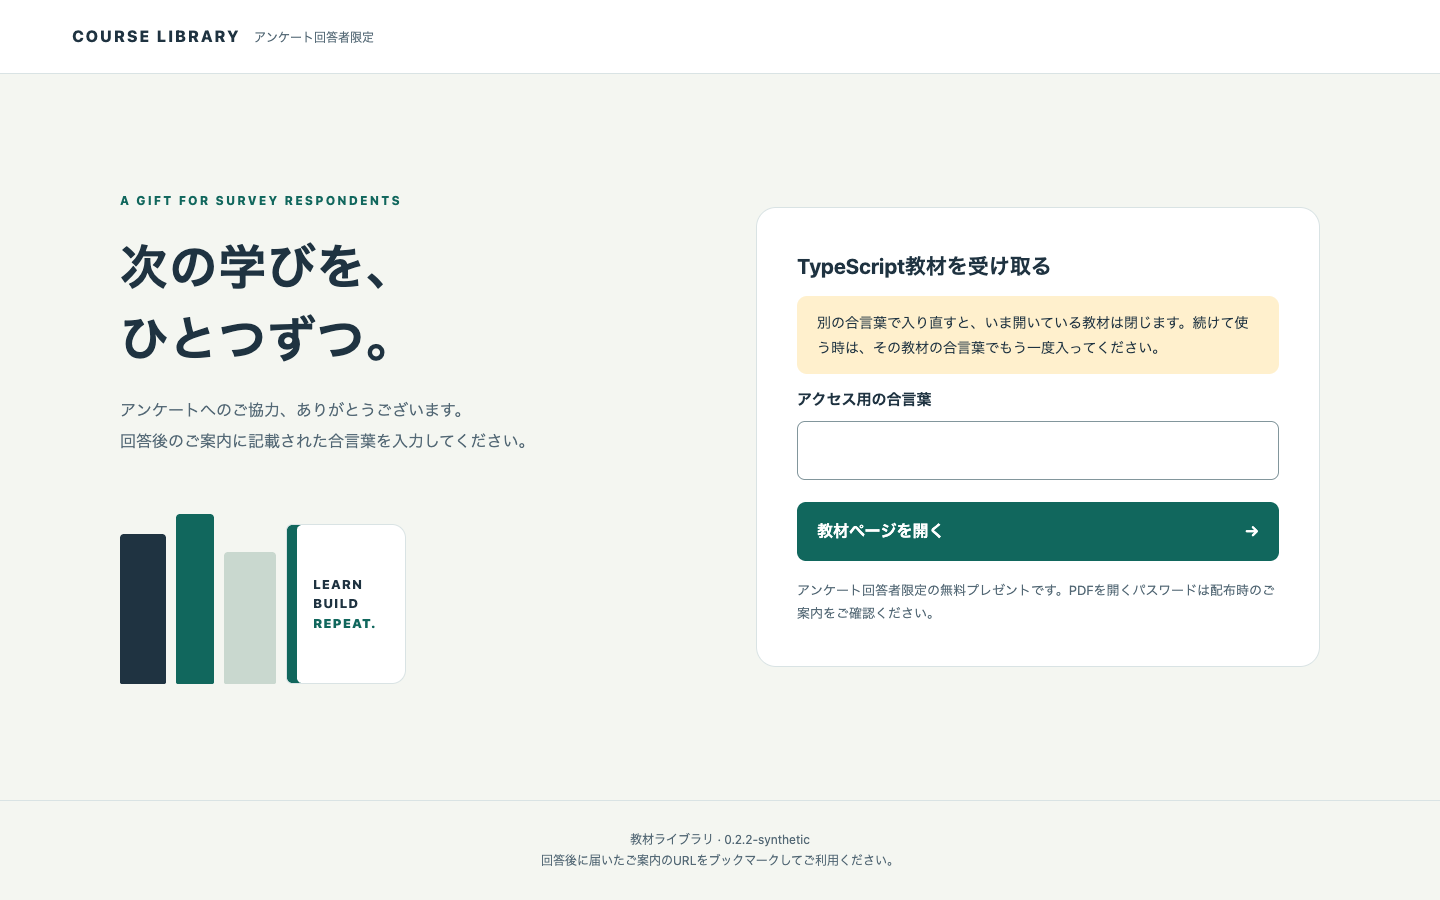 COURSE LIBRARY アンケート回答者限定
A GIFT FOR SURVEY RESPONDENTS
次の学びを、
ひとつずつ。
アンケートへのご協力、ありがとうございます。
回答後のご案内に記載された合言葉を入力してください。
LEARN
BUILD
REPEAT.
TypeScript教材を受け取る
別の合言葉で入り直すと、いま開いている教材は閉じます。続けて使
う時は、その教材の合言葉でもう一度入ってください。
アクセス用の合言葉
教材ページを開く →
アンケート回答者限定の無料プレゼントです。PDFを開くパスワードは配布時のご
案内をご確認ください。
教材ライブラリ · 0.2.2-synthetic
回答後に届いたご案内のURLをブックマークしてご利用ください。